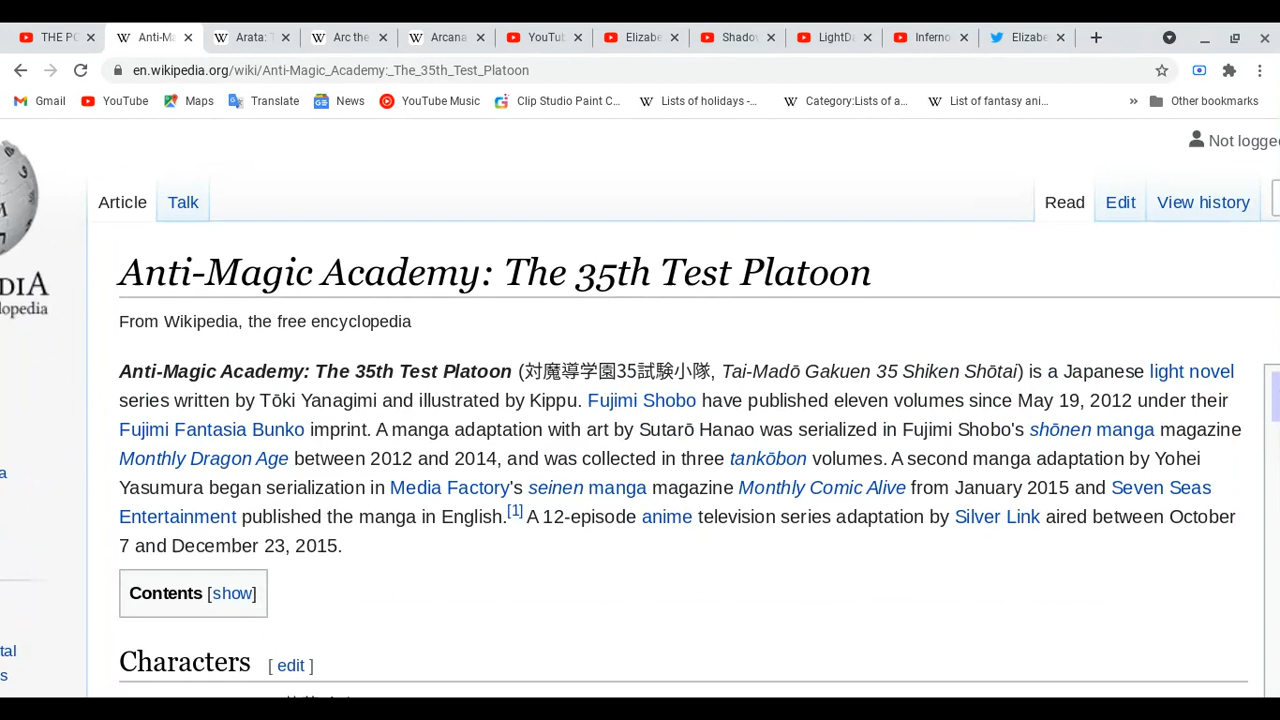 THE PO Anti-Ma Arata: T Arc the Arcana YouTub Elizabe Shadov LightDa Inferno Elizabe
en.wikipedia.org/wiki/Anti-Magic_Academy:_The_35th_Test_Platoon
Gmail YouTube Maps Translate News YouTube Music Clip Studio Paint C... Lists of holidays -... Category:Lists of a... List of fantasy ani... » Other bookmarks
Not logge
Article Talk Read Edit View history
Anti-Magic Academy: The 35th Test Platoon
DIA
lopedia
From Wikipedia, the free encyclopedia
Anti-Magic Academy: The 35th Test Platoon (対魔導学園35試験小隊, Tai-Madō Gakuen 35 Shiken Shōtai) is a Japanese light novel
series written by Tōki Yanagimi and illustrated by Kippu. Fujimi Shobo have published eleven volumes since May 19, 2012 under their
Fujimi Fantasia Bunko imprint. A manga adaptation with art by Sutarō Hanao was serialized in Fujimi Shobo's shōnen manga magazine
Monthly Dragon Age between 2012 and 2014, and was collected in three tankōbon volumes. A second manga adaptation by Yohei
Yasumura began serialization in Media Factory's seinen manga magazine Monthly Comic Alive from January 2015 and Seven Seas
Entertainment published the manga in English.[1] A 12-episode anime television series adaptation by Silver Link aired between October
7 and December 23, 2015.
Contents [show]
Characters [ edit ]
a
tal
s